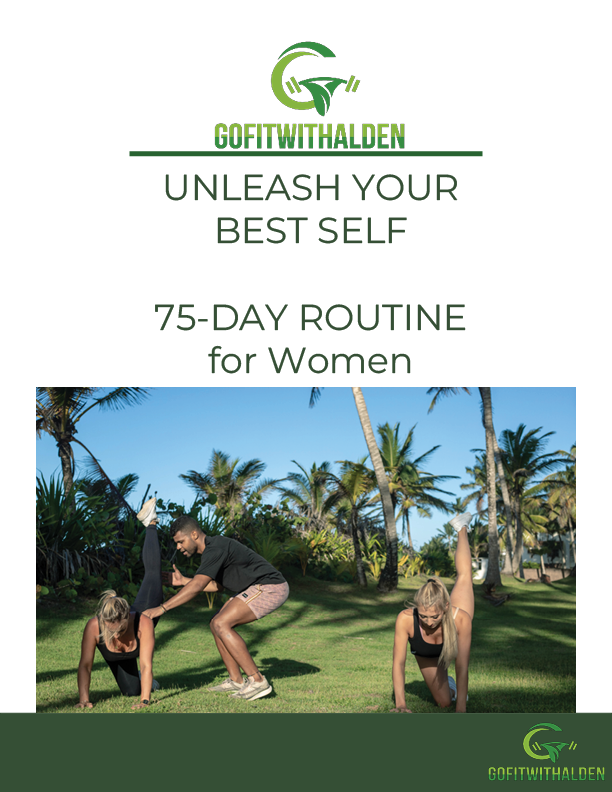 GOFITWITHALDEN
UNLEASH YOUR
BEST SELF
75-DAY ROUTINE
for Women
GOFITWITHALDEN